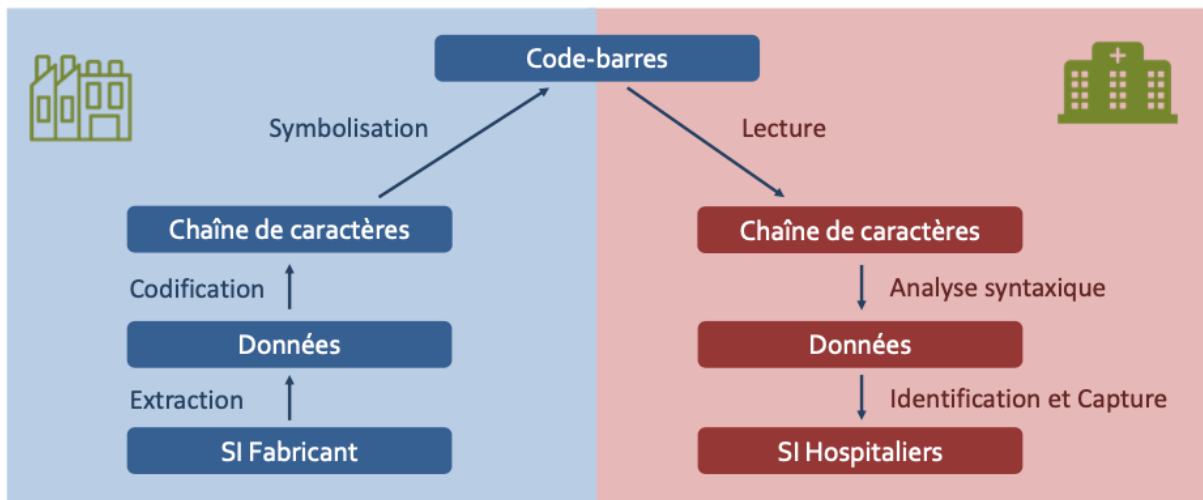 Code-barres
Symbolisation
Lecture
Chaîne de caractères
Chaîne de caractères
Codification
Analyse syntaxique
Données
Données
Extraction
Identification et Capture
SI Fabricant
SI Hospitaliers